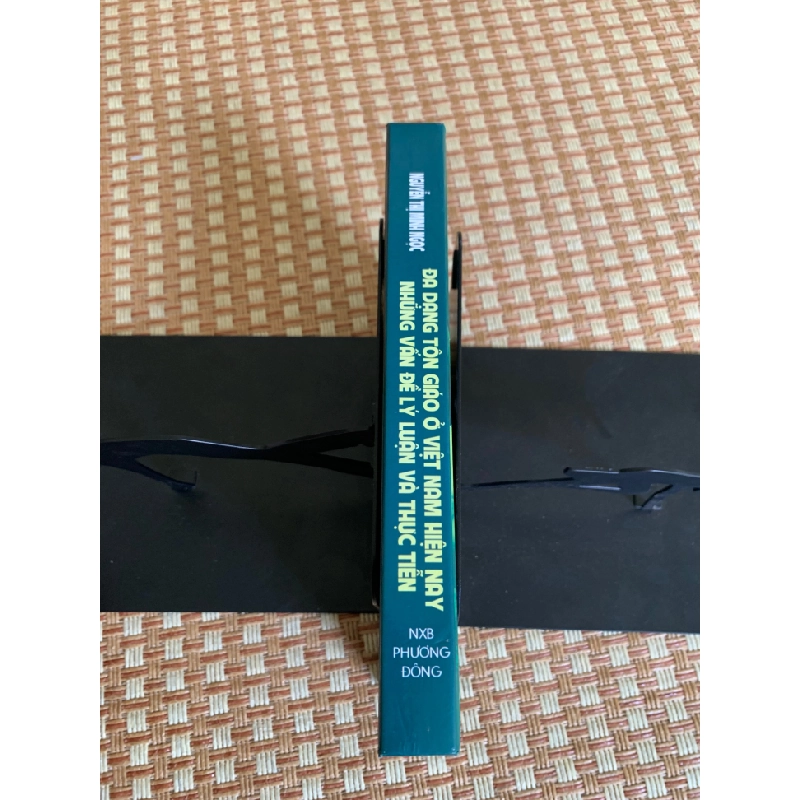 NGUYỄN THỊ MINH NGỌC
ĐA DẠNG TÔN GIÁO Ở VIỆT NAM HIỆN NAY
NHỮNG VẤN ĐỀ LÝ LUẬN VÀ THỰC TIỄN
NXB
PHƯƠNG
ĐÔNG